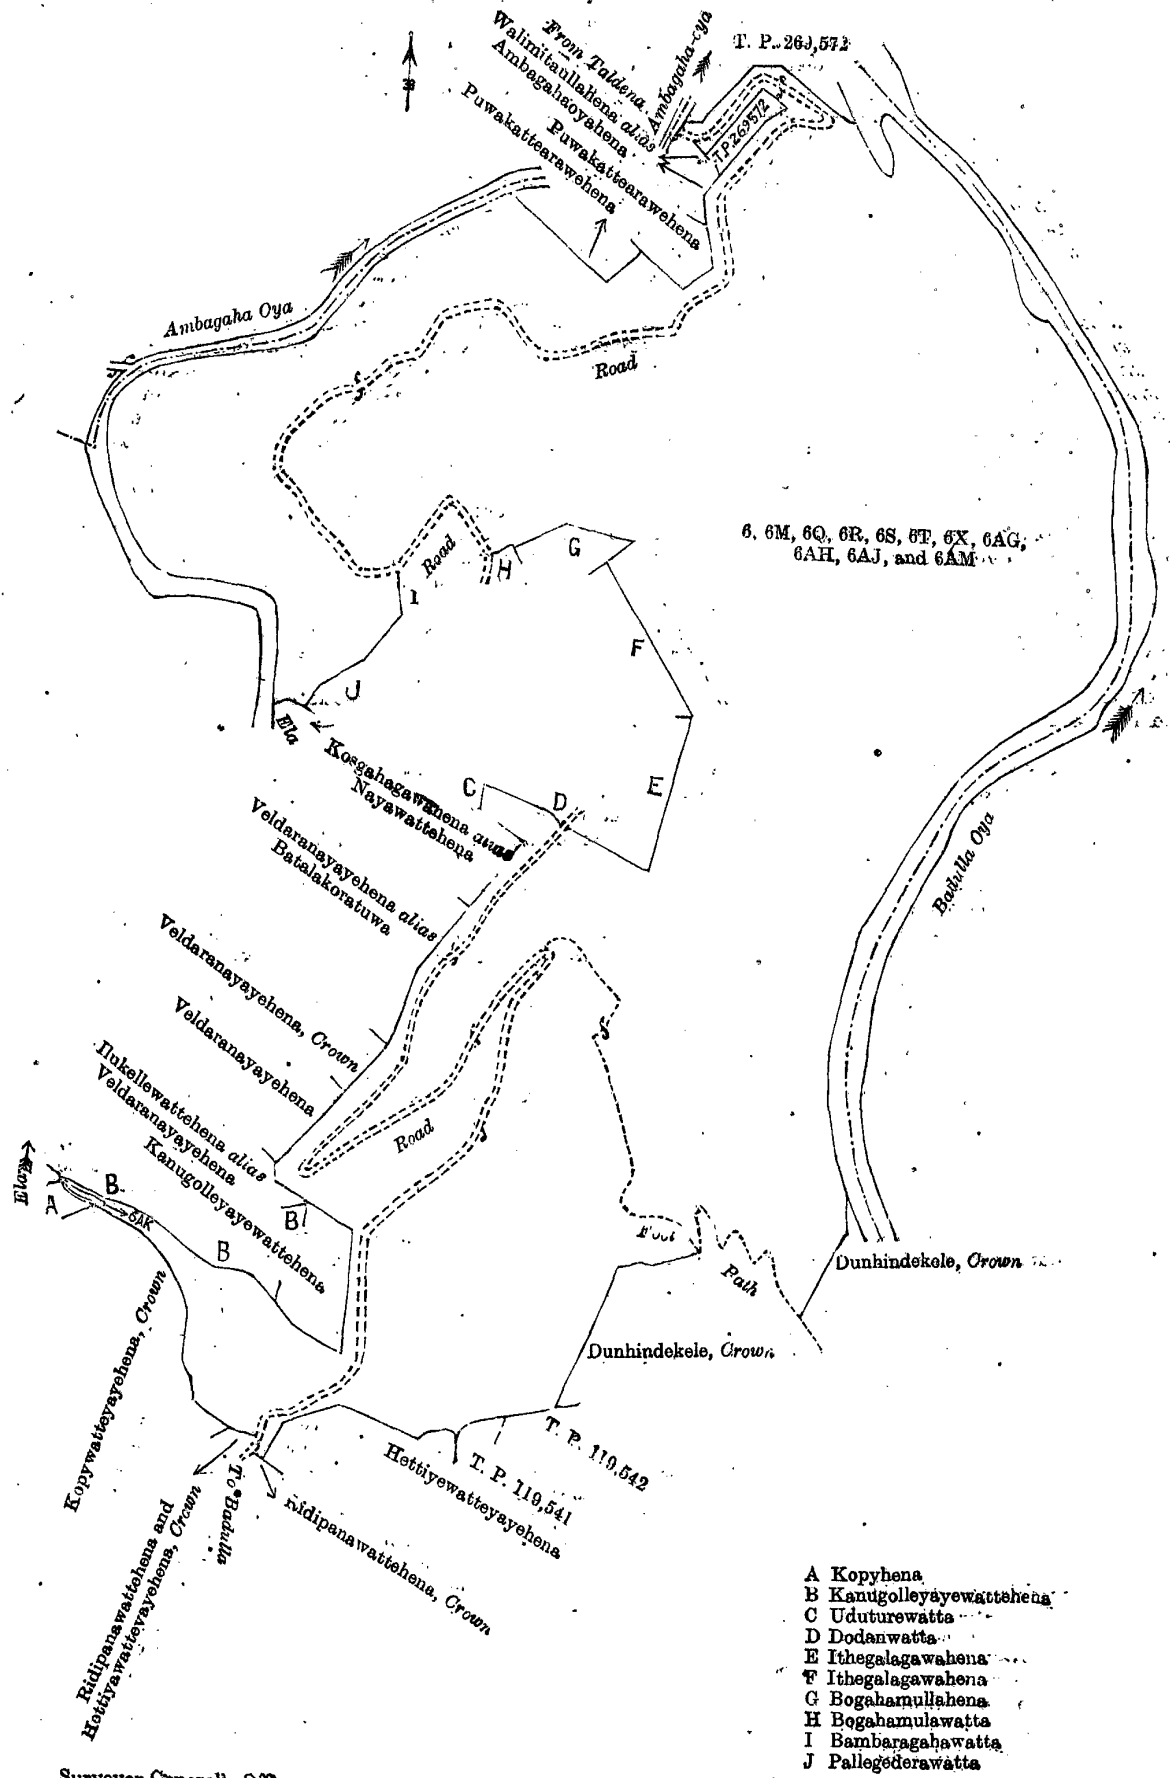 T. P. 269,572
From Taldena
Ambagaha-oya
Walimitaullahena alias
Ambagahaoyahena
Puwakattearawehena
Puwakattearawehena
T.P.269572
Ambagaha Oya
Road
Road
H
G
I
F
J
6, 6M, 6Q, 6R, 6S, 6T, 6X, 6AG,
6AH, 6AJ, and 6AM
Ela
Kosgahagawahena alias
Nayawattehena
C
D
E
Veldaranayayehena alias
Batalakoratuwa
Badulla Oya
Veldaranayayehena, Crown
Veldaranayayehena
Ilukellewattehena alias
Veldaranayayehena
Kanugolleyayewattehena
Road
Ela
A
B
6AK
B
B
Foot
Path
Dunhindekele, Crown
Dunhindekele, Crown
Kopywatteyayehena, Crown
T. P. 119,542
T. P. 119,541
Hettiyewatteyayehena
To Badulla
Ridipanawattehena, Crown
Ridipanawattehena and
Hettiyawatteyayehena, Crown
A Kopyhena
B Kanugolleyayewattehena
C Uduturewatta
D Dodanwatta
E Ithegalagawahena
F Ithegalagawahena
G Bogahamullahena
H Bogahamulawatta
I Bambaragahawatta
J Pallegederawatta